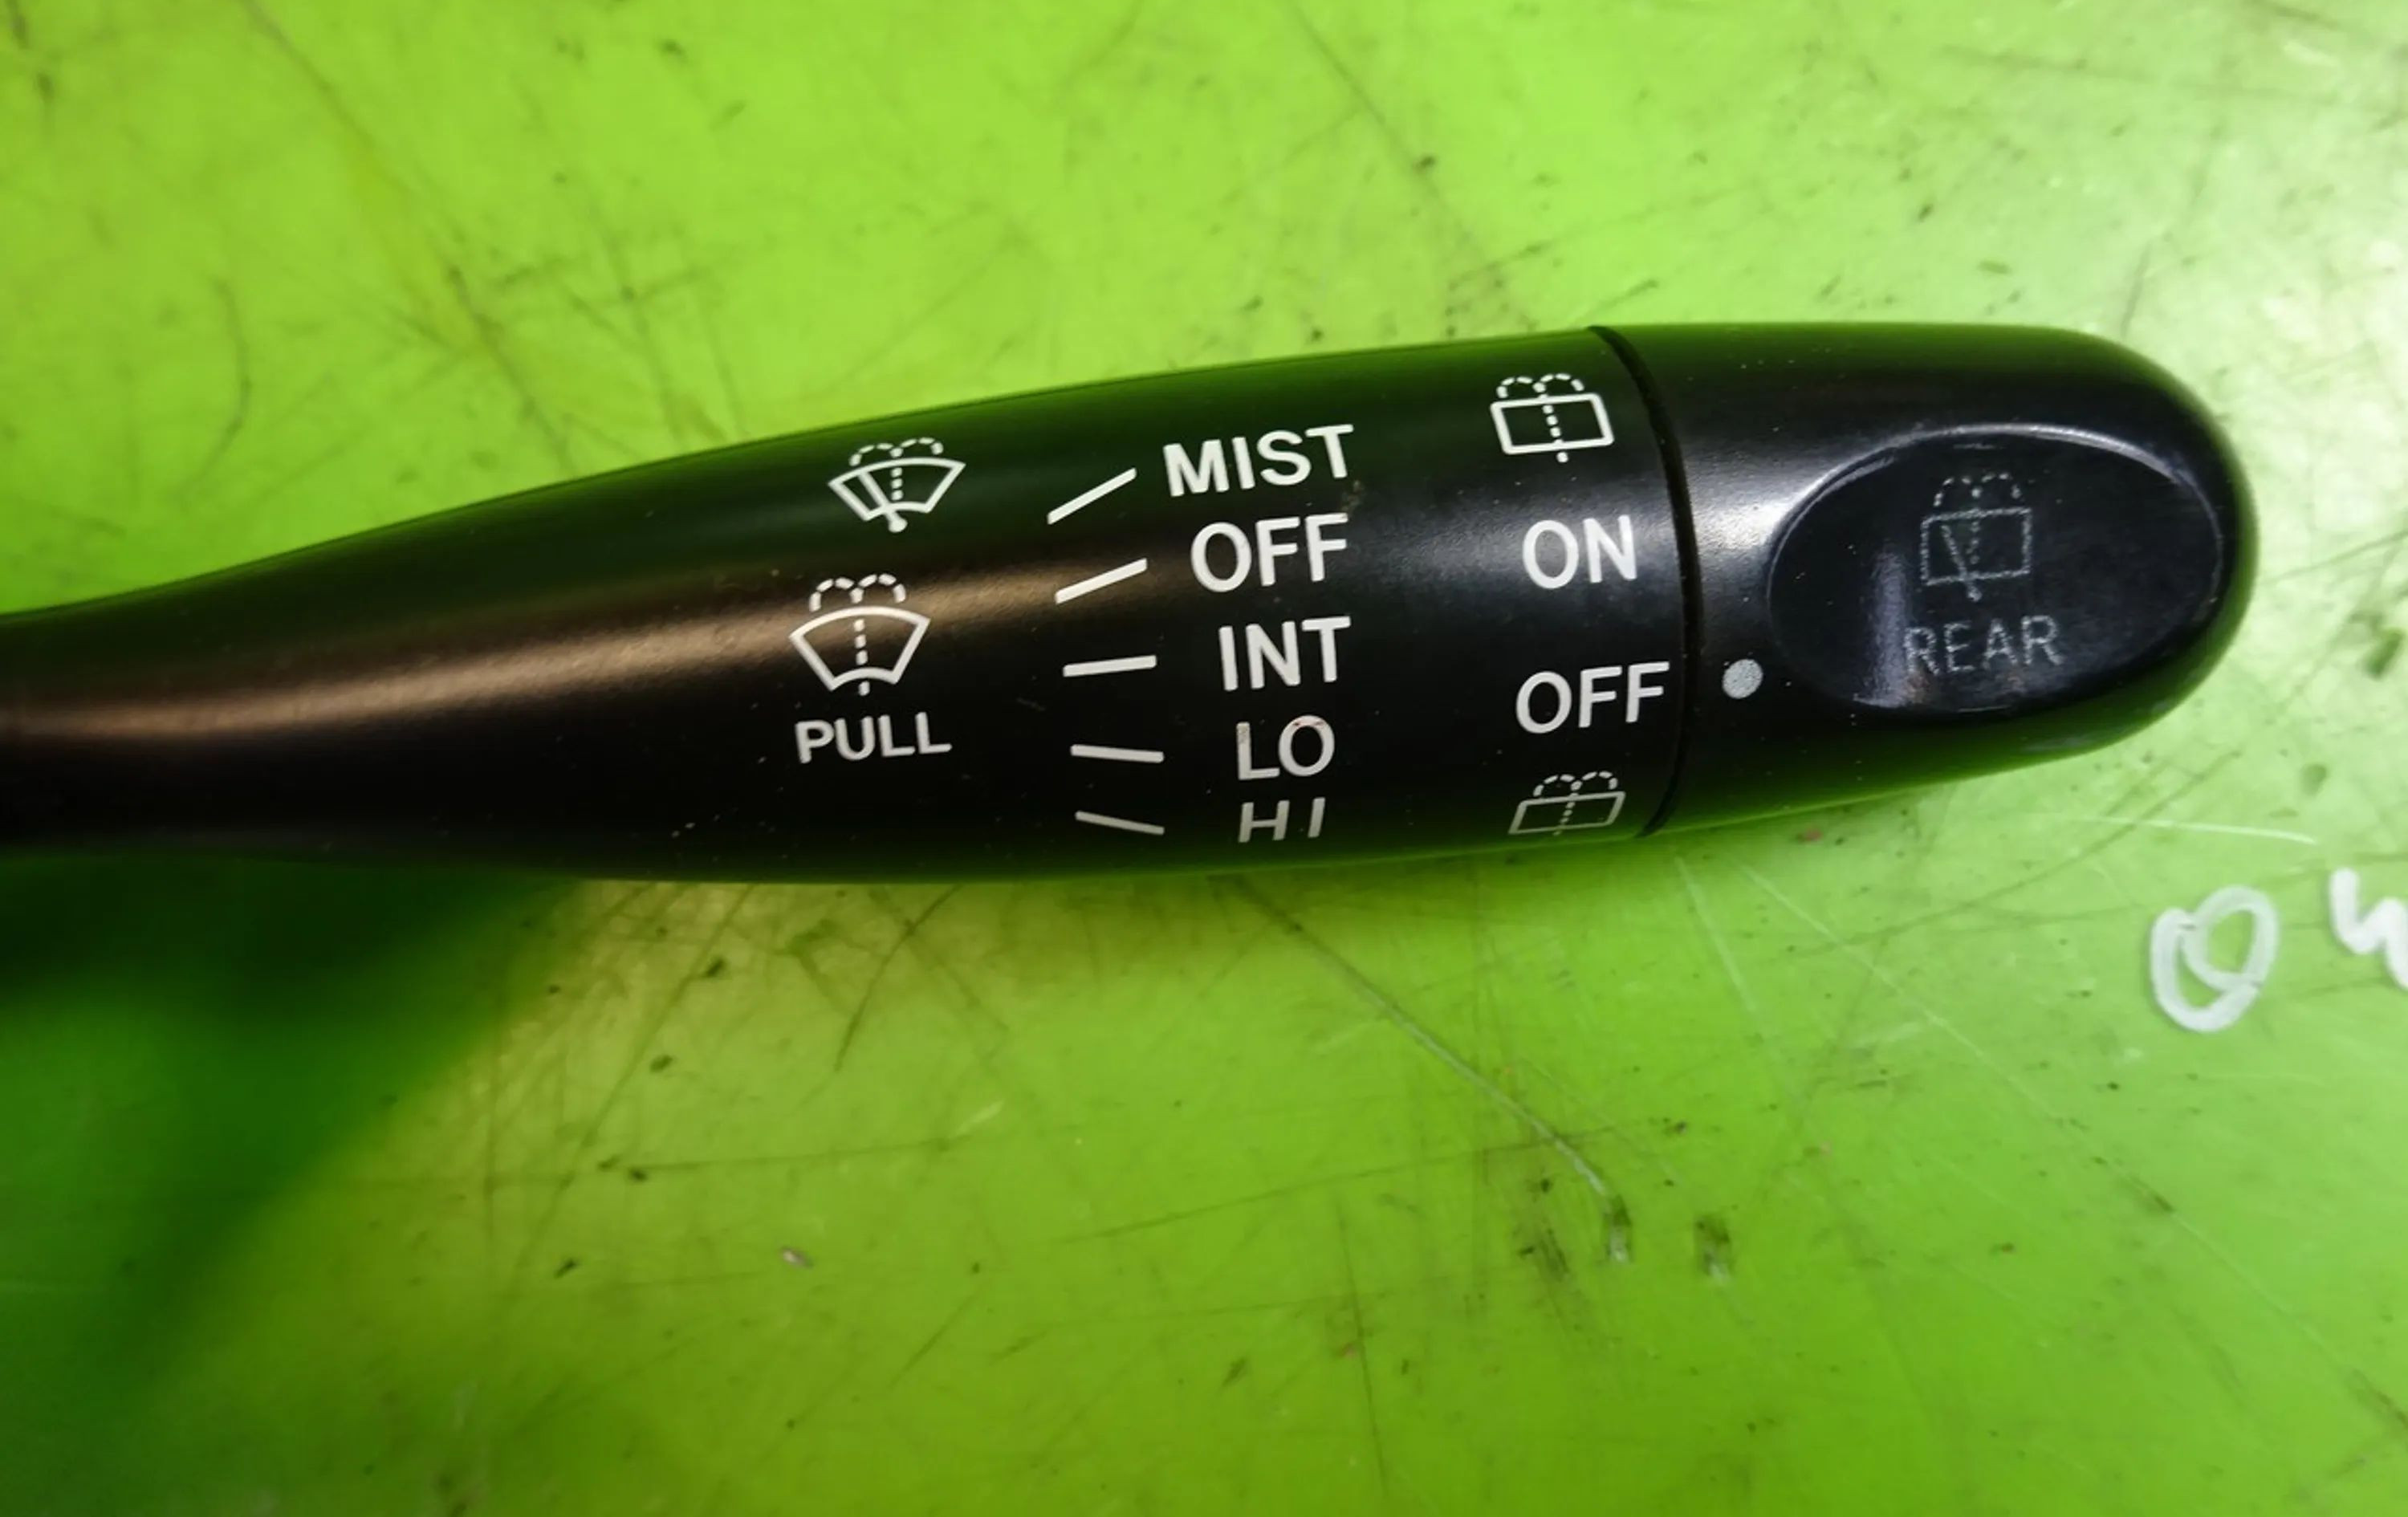 MIST
OFF
INT
LO
HI
PULL
ON
OFF
REAR